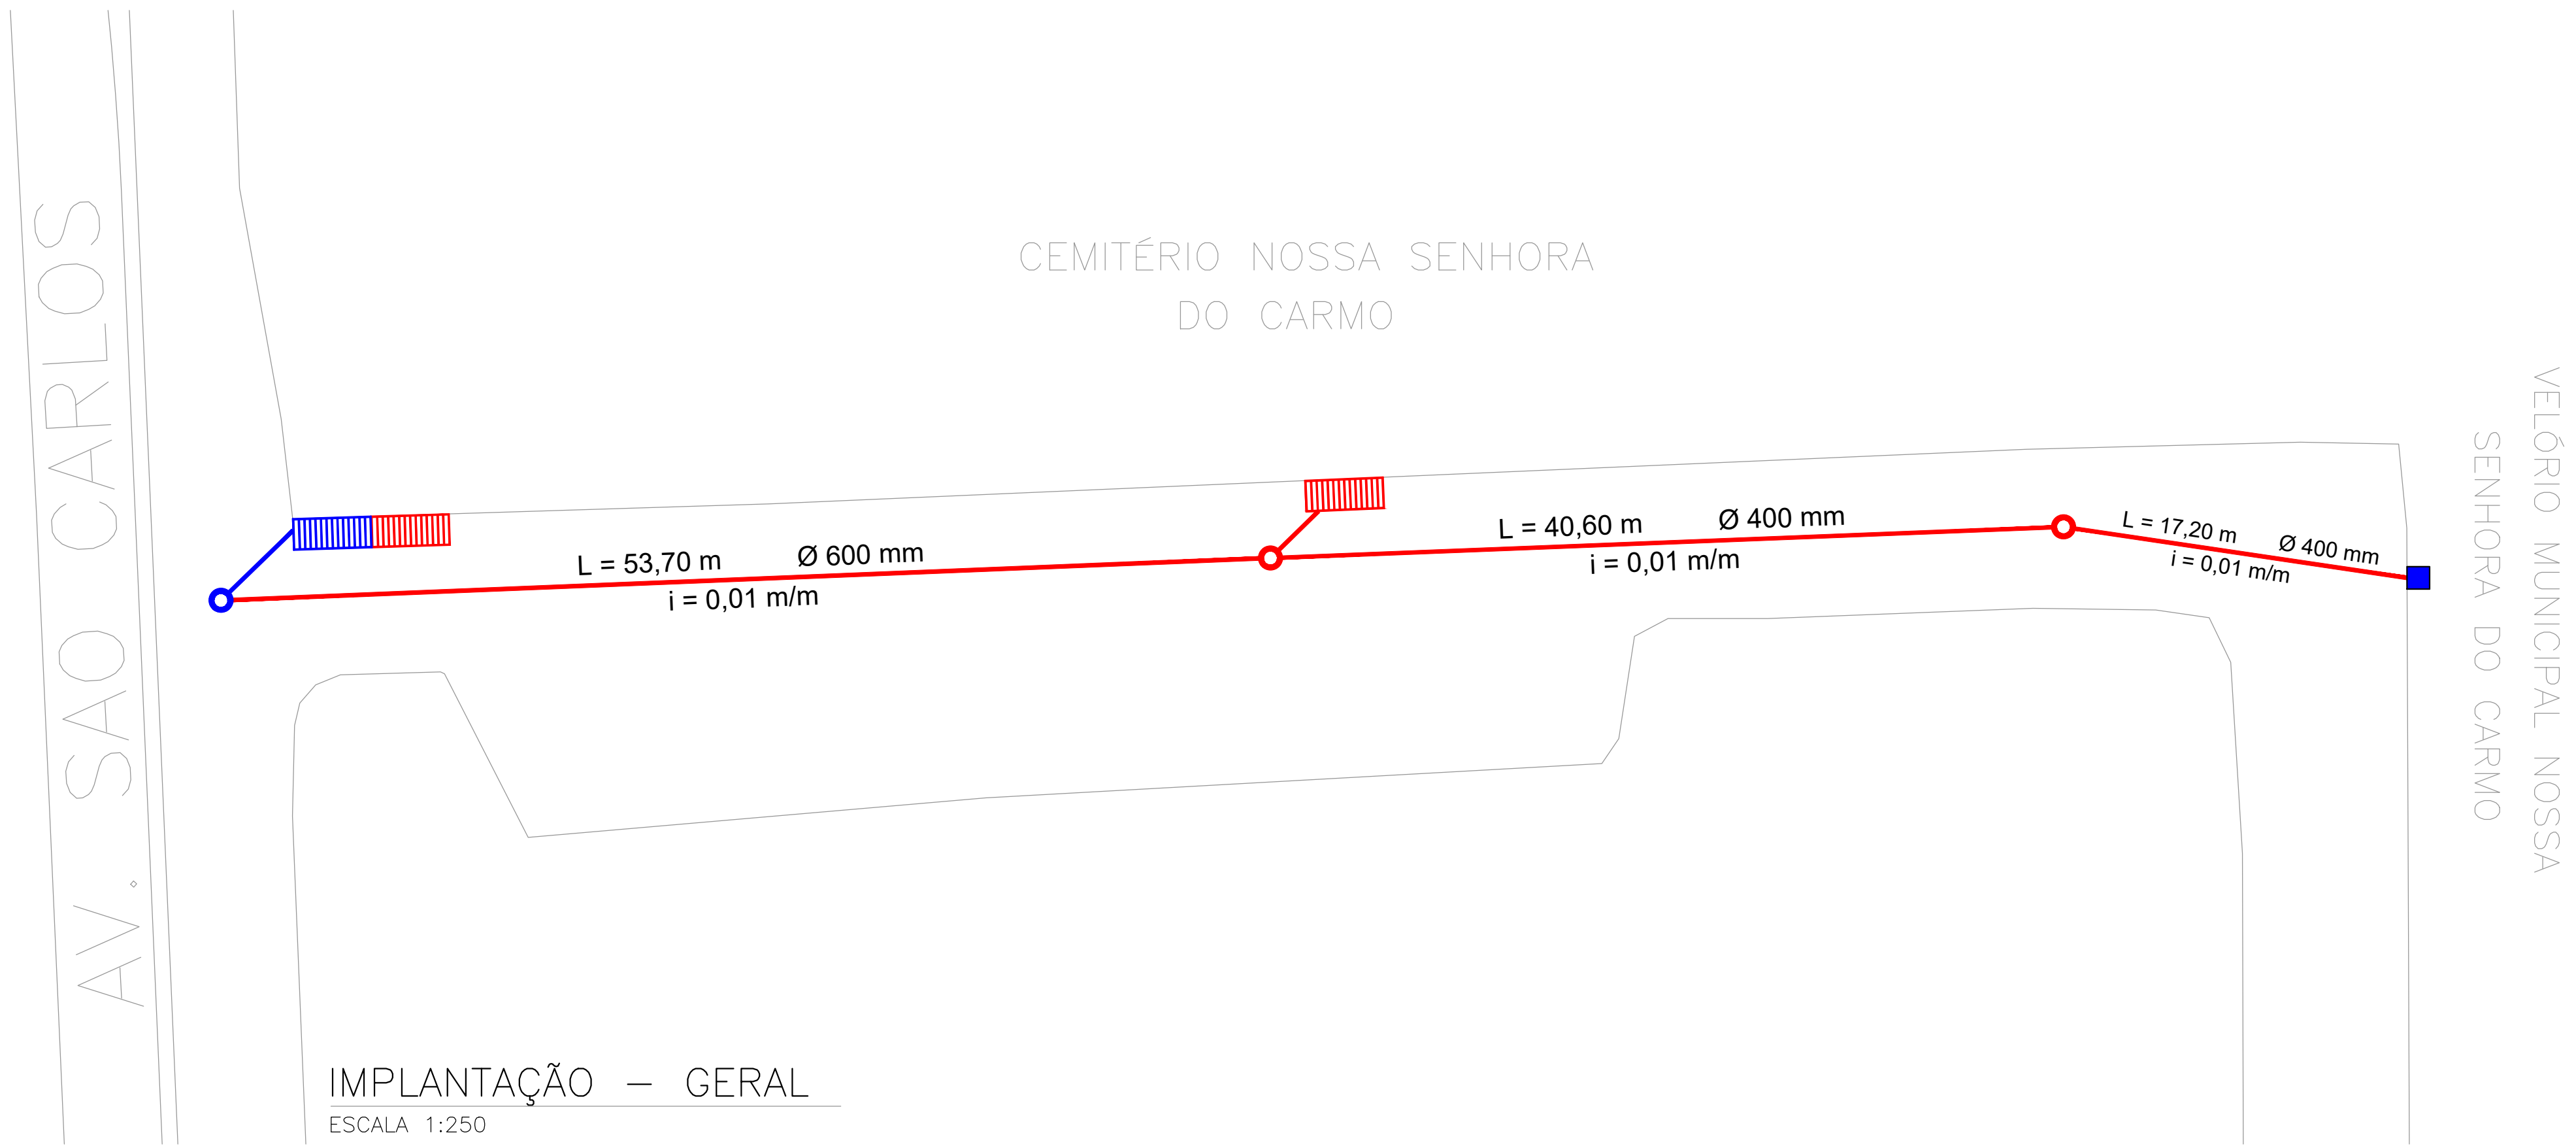 AV. SAO CARLOS
CEMITÉRIO NOSSA SENHORA
DO CARMO
L = 53,70 m Ø 600 mm
i = 0,01 m/m
L = 40,60 m Ø 400 mm
i = 0,01 m/m
L = 17,20 m Ø 400 mm
i = 0,01 m/m
VELÓRIO MUNICIPAL NOSSA
SENHORA DO CARMO
IMPLANTAÇÃO - GERAL
ESCALA 1:250